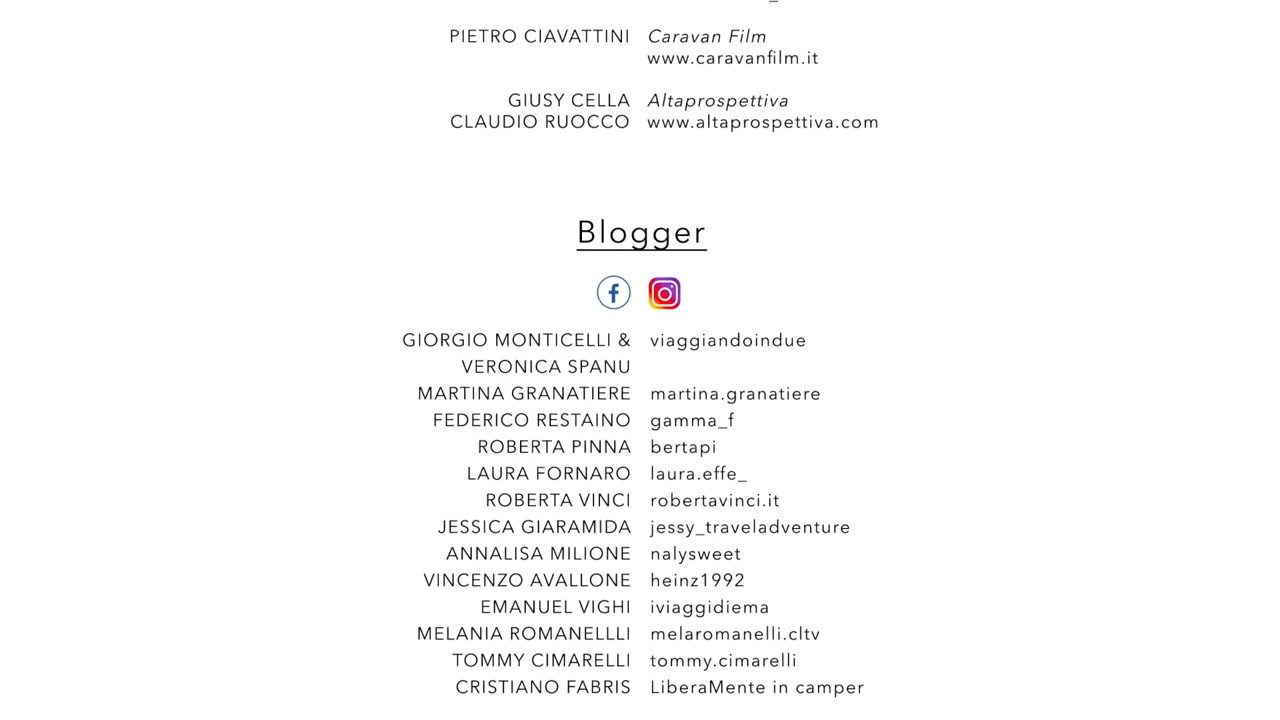 PIETRO CIAVATTINI Caravan Film
www.caravanfilm.it
GIUSY CELLA Altaprospettiva
CLAUDIO RUOCCO www.altaprospettiva.com
Blogger
GIORGIO MONTICELLI & viaggiandoindue
VERONICA SPANU
MARTINA GRANATIERE martina.granatiere
FEDERICO RESTAINO gamma_f
ROBERTA PINNA bertapi
LAURA FORNARO laura.effe_
ROBERTA VINCI robertavinci.it
JESSICA GIARAMIDA jessy_traveladventure
ANNALISA MILIONE nalysweet
VINCENZO AVALLONE heinz1992
EMANUEL VIGHI iviaggidiema
MELANIA ROMANELLLI melaromanelli.cltv
TOMMY CIMARELLI tommy.cimarelli
CRISTIANO FABRIS LiberaMente in camper